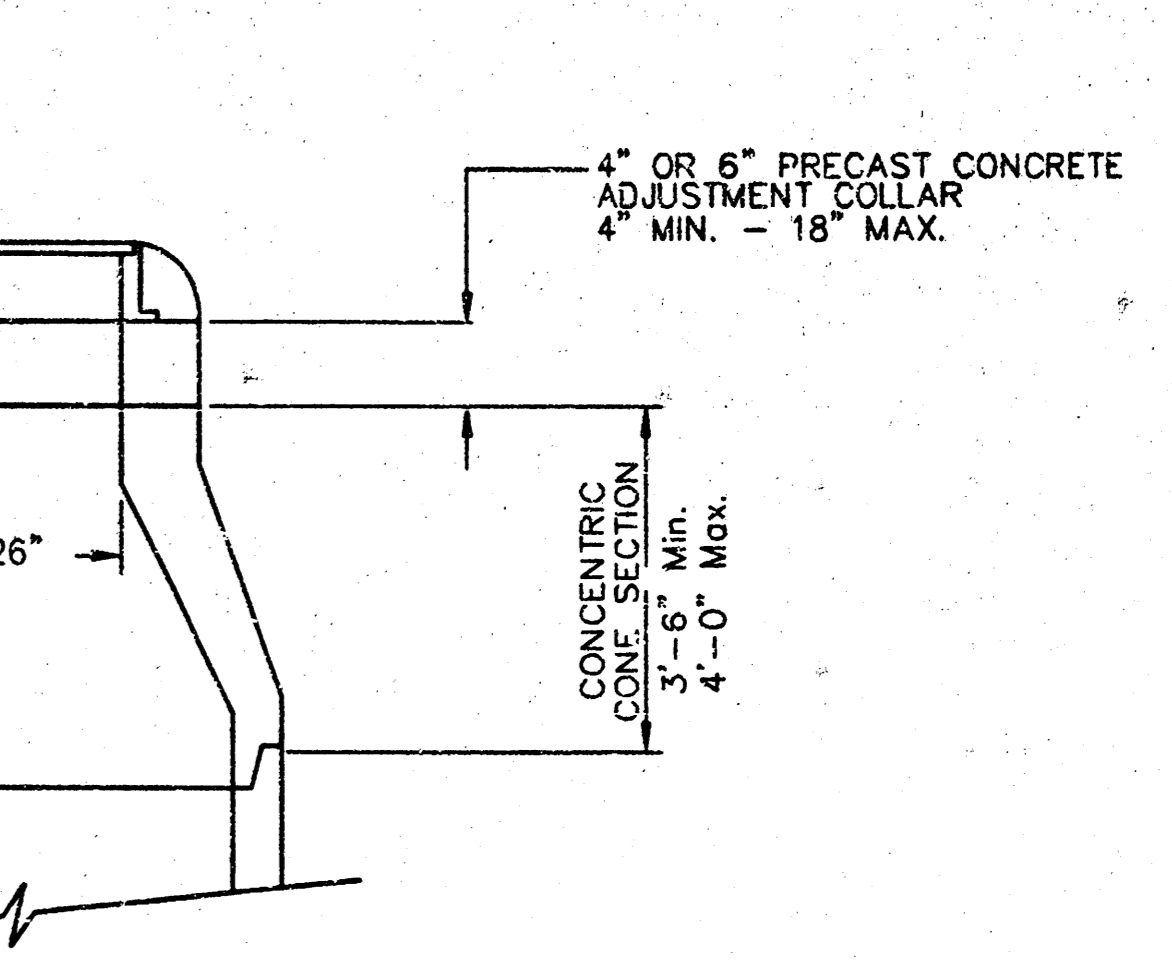 4" OR 6" PRECAST CONCRETE
ADJUSTMENT COLLAR
4" MIN. - 18" MAX.
26"
CONCENTRIC
CONE SECTION
3'-6" Min.
4'-0" Max.